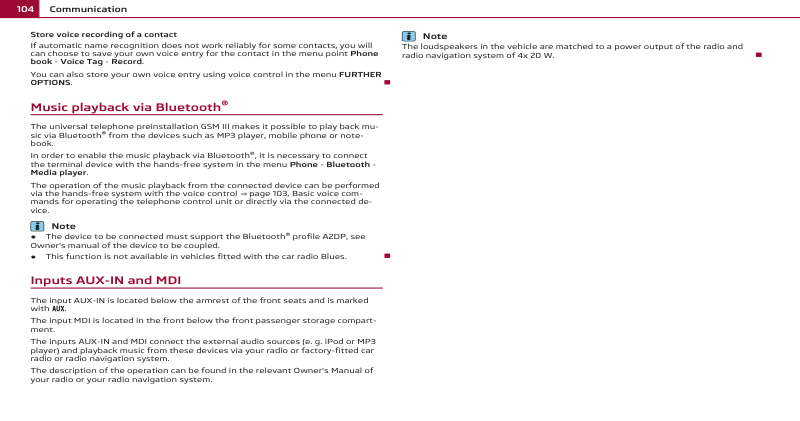 104 Communication
Store voice recording of a contact
If automatic name recognition does not work reliably for some contacts, you will
can choose to save your own voice entry for the contact in the menu point Phone
book - Voice Tag - Record.
You can also store your own voice entry using voice control in the menu FURTHER
OPTIONS.
Music playback via Bluetooth®
The universal telephone preinstallation GSM III makes it possible to play back mu-
sic via Bluetooth® from the devices such as MP3 player, mobile phone or note-
book.
In order to enable the music playback via Bluetooth®, it is necessary to connect
the terminal device with the hands-free system in the menu Phone - Bluetooth -
Media player.
The operation of the music playback from the connected device can be performed
via the hands-free system with the voice control ⇒ page 103, Basic voice com-
mands for operating the telephone control unit or directly via the connected de-
vice.
Note
● The device to be connected must support the Bluetooth® profile A2DP, see
Owner's manual of the device to be coupled.
● This function is not available in vehicles fitted with the car radio Blues.
Inputs AUX-IN and MDI
The input AUX-IN is located below the armrest of the front seats and is marked
with AUX.
The input MDI is located in the front below the front passenger storage compart-
ment.
The inputs AUX-IN and MDI connect the external audio sources (e. g. iPod or MP3
player) and playback music from these devices via your radio or factory-fitted car
radio or radio navigation system.
The description of the operation can be found in the relevant Owner's Manual of
your radio or your radio navigation system.
Note
The loudspeakers in the vehicle are matched to a power output of the radio and
radio navigation system of 4x 20 W.